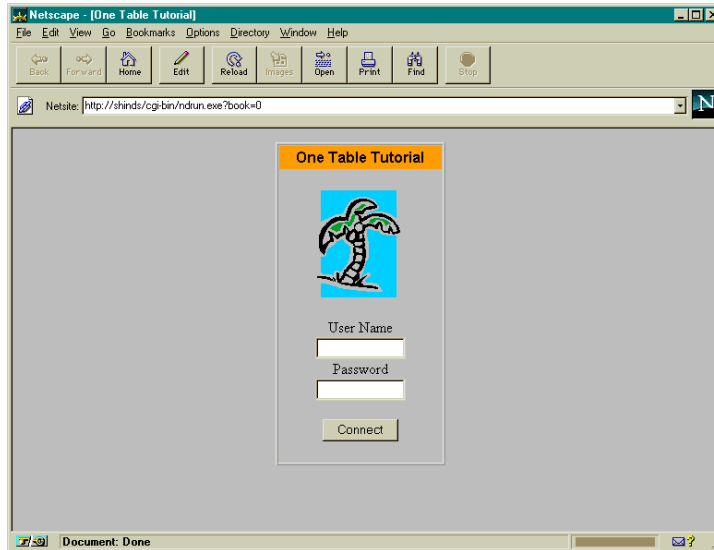 Netscape - [One Table Tutorial]
File Edit View Go Bookmarks Options Directory Window Help
Back Forward Home Edit Reload Images Open Print Find Stop
Netsite: http://shinds/cgi-bin/ndrun.exe?book=0
N
One Table Tutorial
User Name
Password
Connect
Document: Done